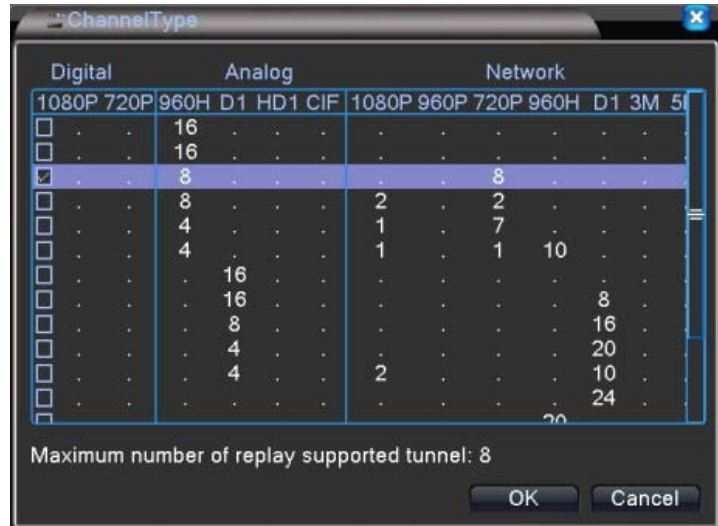 ChannelType
Digital Analog Network
1080P 720P 960H D1 HD1 CIF 1080P 960P 720P 960H D1 3M
. . 16 . . . . . . . . . .
. . 16 . . . . . . . . . .
. . 8 . . . . . 8 . . . .
. . 8 . . . 2 . 2 . . . .
. . 4 . . . 1 . 7 . . . .
. . 4 . . . 1 . 1 10 . . .
. . . 16 . . . . . . . . .
. . . 16 . . . . . . 8 . .
. . . 8 . . . . . . 16 . .
. . . 4 . . . . . . 20 . .
. . . 4 . . 2 . . . 10 . .
. . . . . . . . . . 24 . .
20
Maximum number of replay supported tunnel: 8
OK Cancel